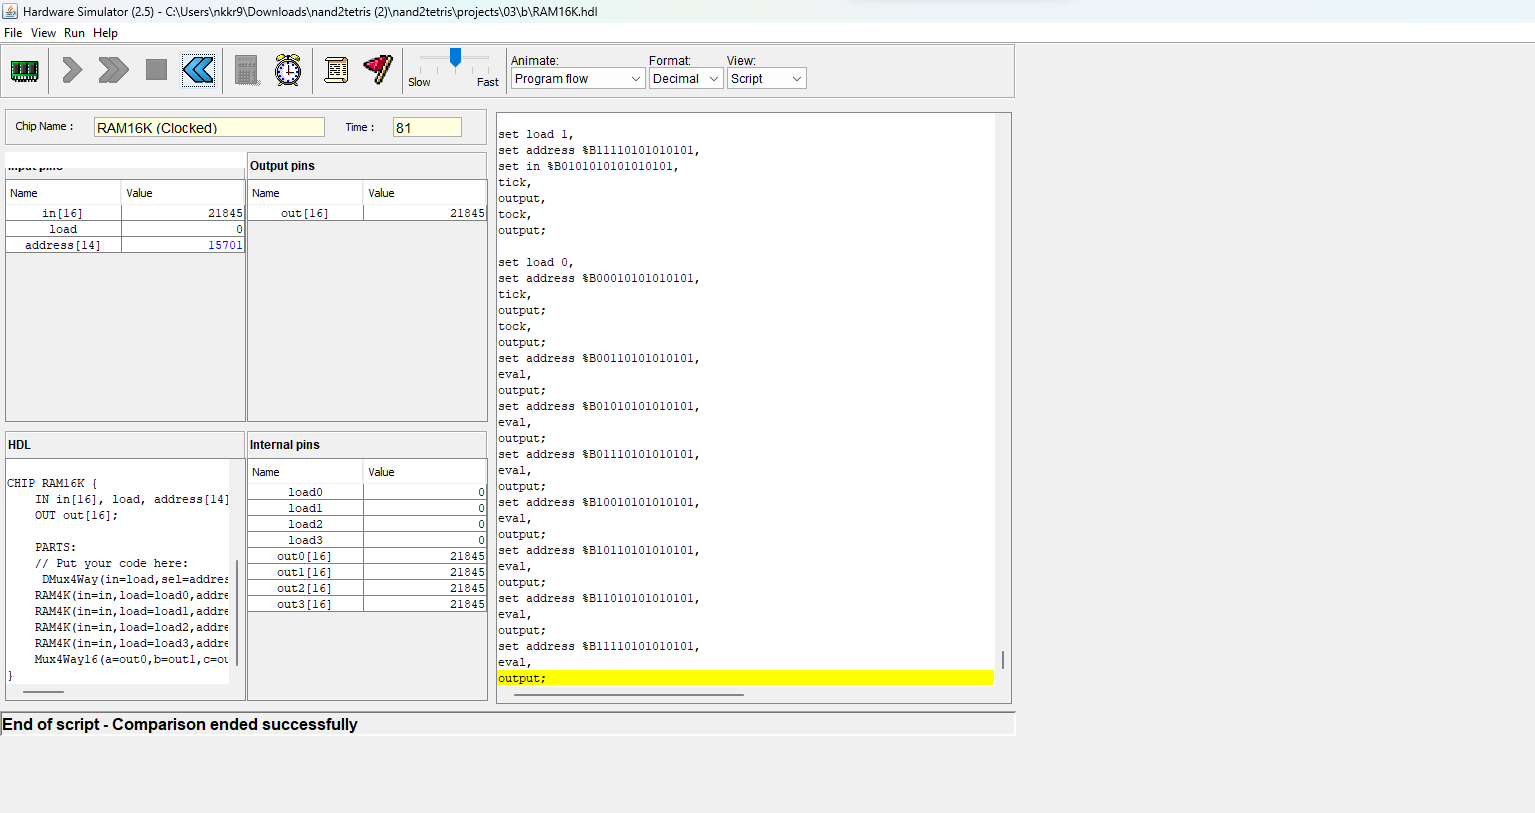 Hardware Simulator (2.5) - C:\Users\nkkr9\Downloads\nand2tetris (2)\nand2tetris\projects\03\b\RAM16K.hdl
File View Run Help
Slow Fast
Animate: Format: View:
Program flow Decimal Script
Chip Name : RAM16K (Clocked) Time : 81
Input pins
Name Value
in[16] 21845
load 0
address[14] 15701
Output pins
Name Value
out[16] 21845
HDL
CHIP RAM16K {
IN in[16], load, address[14]
OUT out[16];
PARTS:
// Put your code here:
DMux4Way(in=load,sel=addres
RAM4K(in=in,load=load0,addre
RAM4K(in=in,load=load1,addre
RAM4K(in=in,load=load2,addre
RAM4K(in=in,load=load3,addre
Mux4Way16(a=out0,b=out1,c=ou
}
Internal pins
Name Value
load0 0
load1 0
load2 0
load3 0
out0[16] 21845
out1[16] 21845
out2[16] 21845
out3[16] 21845
set load 1,
set address %B11110101010101,
set in %B0101010101010101,
tick,
output,
tock,
output;
set load 0,
set address %B00010101010101,
tick,
output;
tock,
output;
set address %B00110101010101,
eval,
output;
set address %B01010101010101,
eval,
output;
set address %B01110101010101,
eval,
output;
set address %B10010101010101,
eval,
output;
set address %B10110101010101,
eval,
output;
set address %B11010101010101,
eval,
output;
set address %B11110101010101,
eval,
output;
End of script - Comparison ended successfully